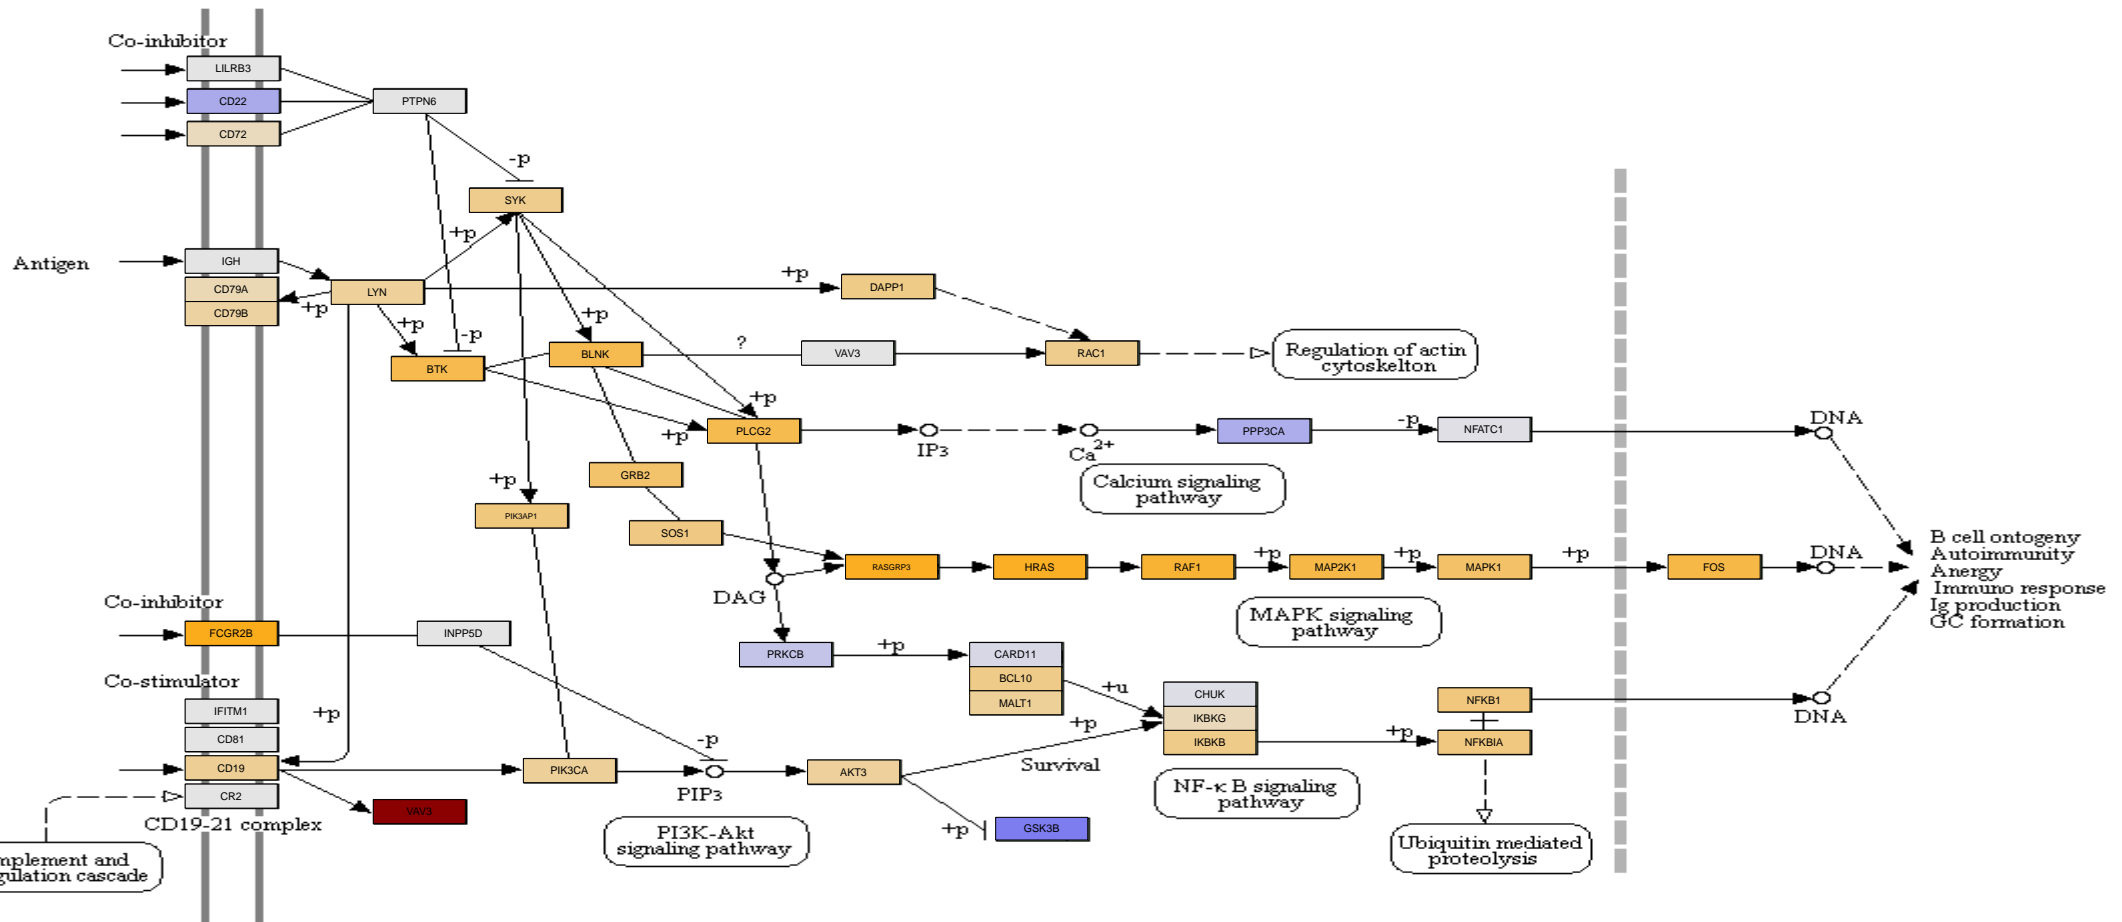 Co-inhibitor
LILRB3
CD22
PTPN6
CD72
-p
SYK
+p
Antigen
IGH
CD79A
LYN
+p
DAPP1
CD79B
+p
+p
-p
+p
BTK
BLNK
?
VAV3
RAC1
Regulation of actin
cytoskelton
+p
PLCG2
+p
IP3
Ca2+
PPP3CA
-p
NFATC1
DNA
Calcium signaling
pathway
GRB2
+p
PIK3AP1
SOS1
RASGRP3
HRAS
RAF1
+p
MAP2K1
+p
MAPK1
+p
FOS
DNA
B cell ontogeny
Autoimmunity
Anergy
Immuno response
Ig production
GC formation
DAG
MAPK signaling
pathway
Co-inhibitor
FCGR2B
INPP5D
PRKCB
+p
CARD11
BCL10
MALT1
+u
+p
CHUK
IKBKG
IKBKB
+p
NFKB1
NFKBIA
DNA
Co-stimulator
IFITM1
+p
CD81
CD19
CR2
CD19-21 complex
VAV3
PIK3CA
-p
PIP3
AKT3
Survival
+p
GSK3B
PI3K-Akt
signaling pathway
NF-κ B signaling
pathway
Ubiquitin mediated
proteolysis
mplement and
gulation cascade